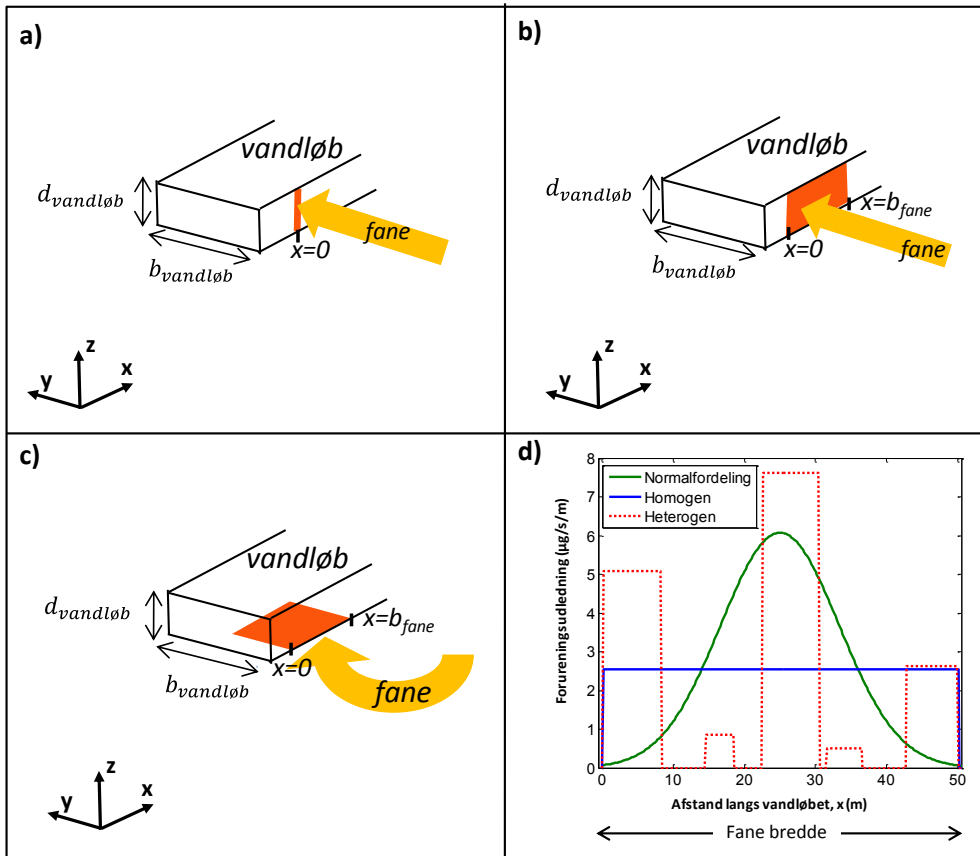 a)
vandløb
d_vandløb
fane
x=0
b_vandløb
z
y
x
b)
vandløb
d_vandløb
x=b_fane
fane
x=0
b_vandløb
z
y
x
c)
vandløb
d_vandløb
x=b_fane
x=0
b_vandløb
fane
z
y
x
d)
8
7
6
5
4
3
2
1
0
Normalfordeling
Homogen
Heterogen
Forureningsudledning (µg/s/m)
0 10 20 30 40 50
Afstand langs vandløbet, x (m)
Fane bredde